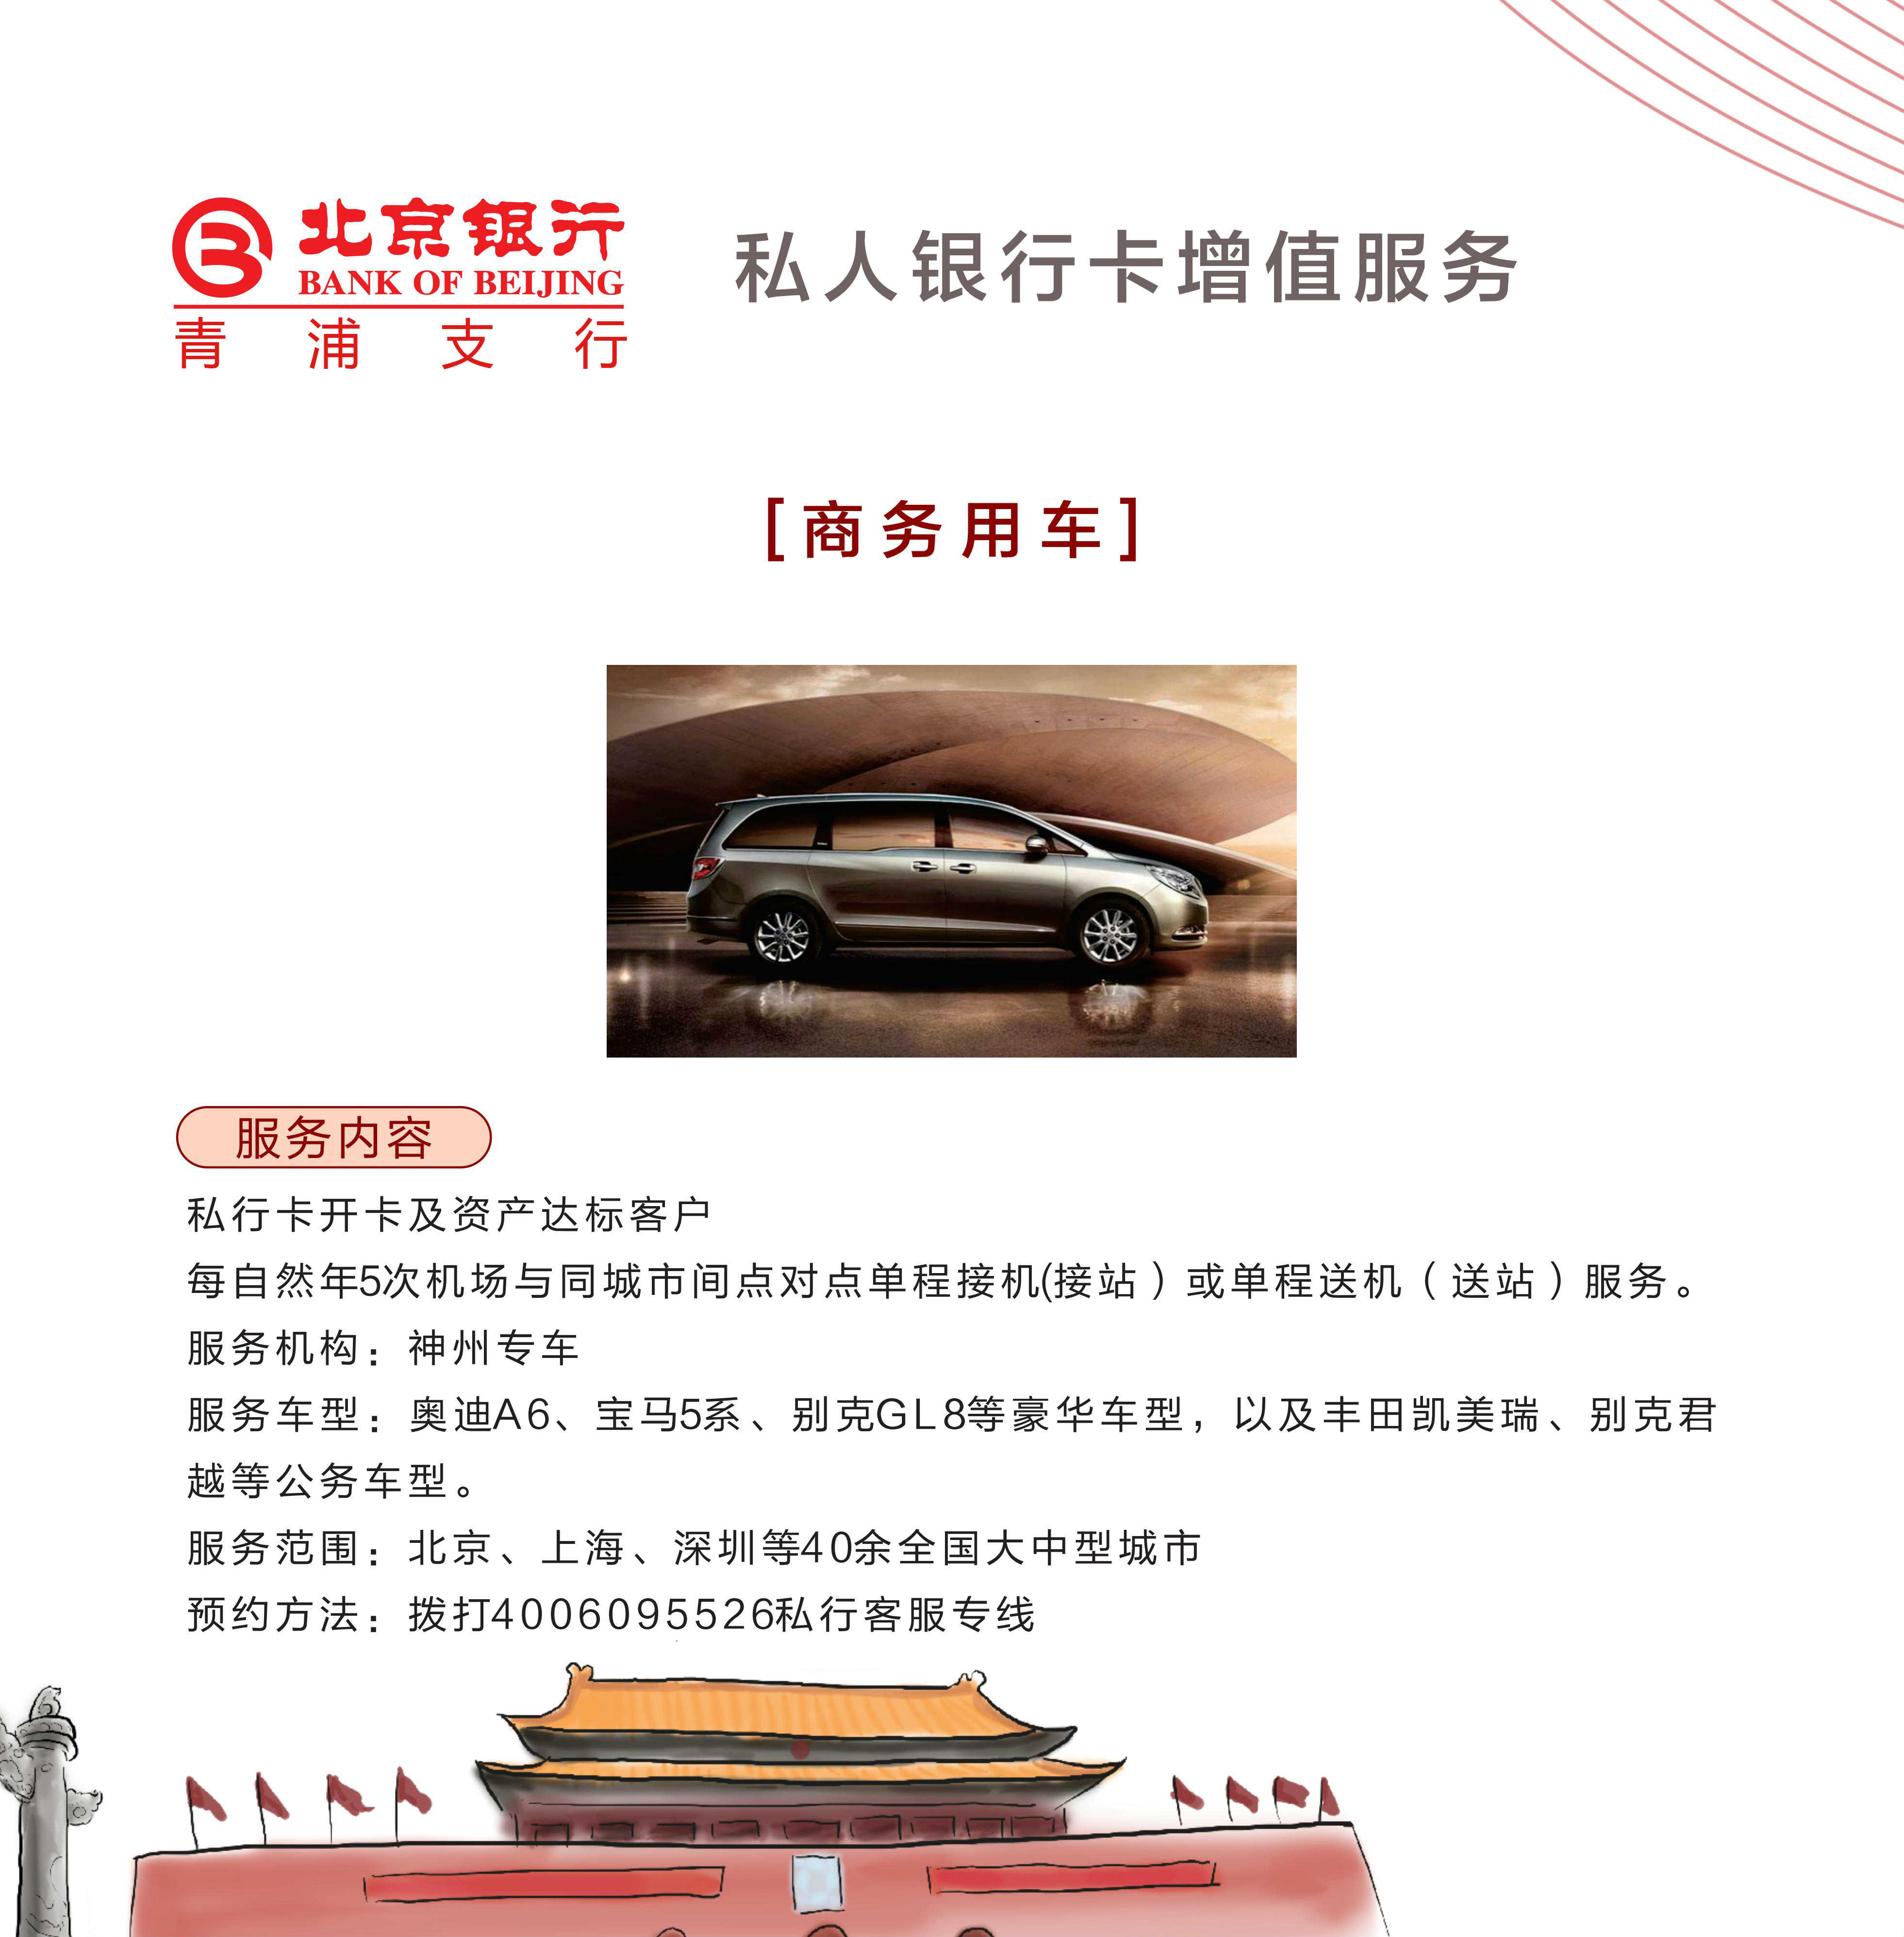 北京银行
BANK OF BEIJING
青浦支行
私人银行卡增值服务
[商务用车]
服务内容
私行卡开卡及资产达标客户
每自然年5次机场与同城市间点对点单程接机(接站）或单程送机（送站）服务。
服务机构：神州专车
服务车型：奥迪A6、宝马5系、别克GL8等豪华车型，以及丰田凯美瑞、别克君
越等公务车型。
服务范围：北京、上海、深圳等40余全国大中型城市
预约方法：拨打4006095526私行客服专线